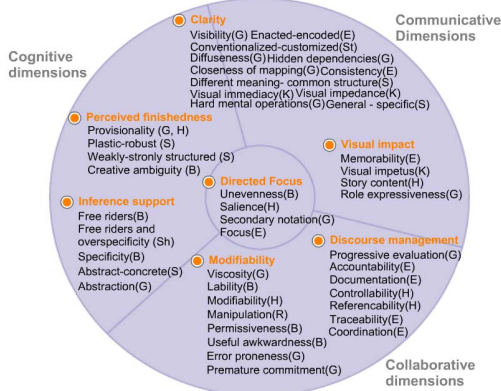 Clarity
Visibility(G) Enacted-encoded(E)
Conventionalized-customized(St)
Diffuseness(G) Hidden dependencies(G)
Closeness of mapping(G) Consistency(E)
Different meaning- common structure(S)
Visual immediacy(K) Visual impedance(K)
Hard mental operations(G) General - specific(S)
Communicative
Dimensions
Cognitive
dimensions
Perceived finishedness
Provisionality (G, H)
Plastic-robust (S)
Weakly-stronly structured (S)
Creative ambiguity (B)
Visual impact
Memorability(E)
Visual impetus(K)
Story content(H)
Role expressiveness(G)
Directed Focus
Unevenness(B)
Salience(H)
Secondary notation(G)
Focus(E)
Inference support
Free riders(B)
Free riders and
overspecificity (Sh)
Specificity(B)
Abstract-concrete(S)
Abstraction(G)
Discourse management
Progressive evaluation(G)
Accountability(E)
Documentation(E)
Controllability(H)
Referencability(H)
Traceability(E)
Coordination(E)
Modifiability
Viscosity(G)
Lability(B)
Modifiability(H)
Manipulation(R)
Permissiveness(B)
Useful awkwardness(B)
Error proneness(G)
Premature commitment(G)
Collaborative
dimensions